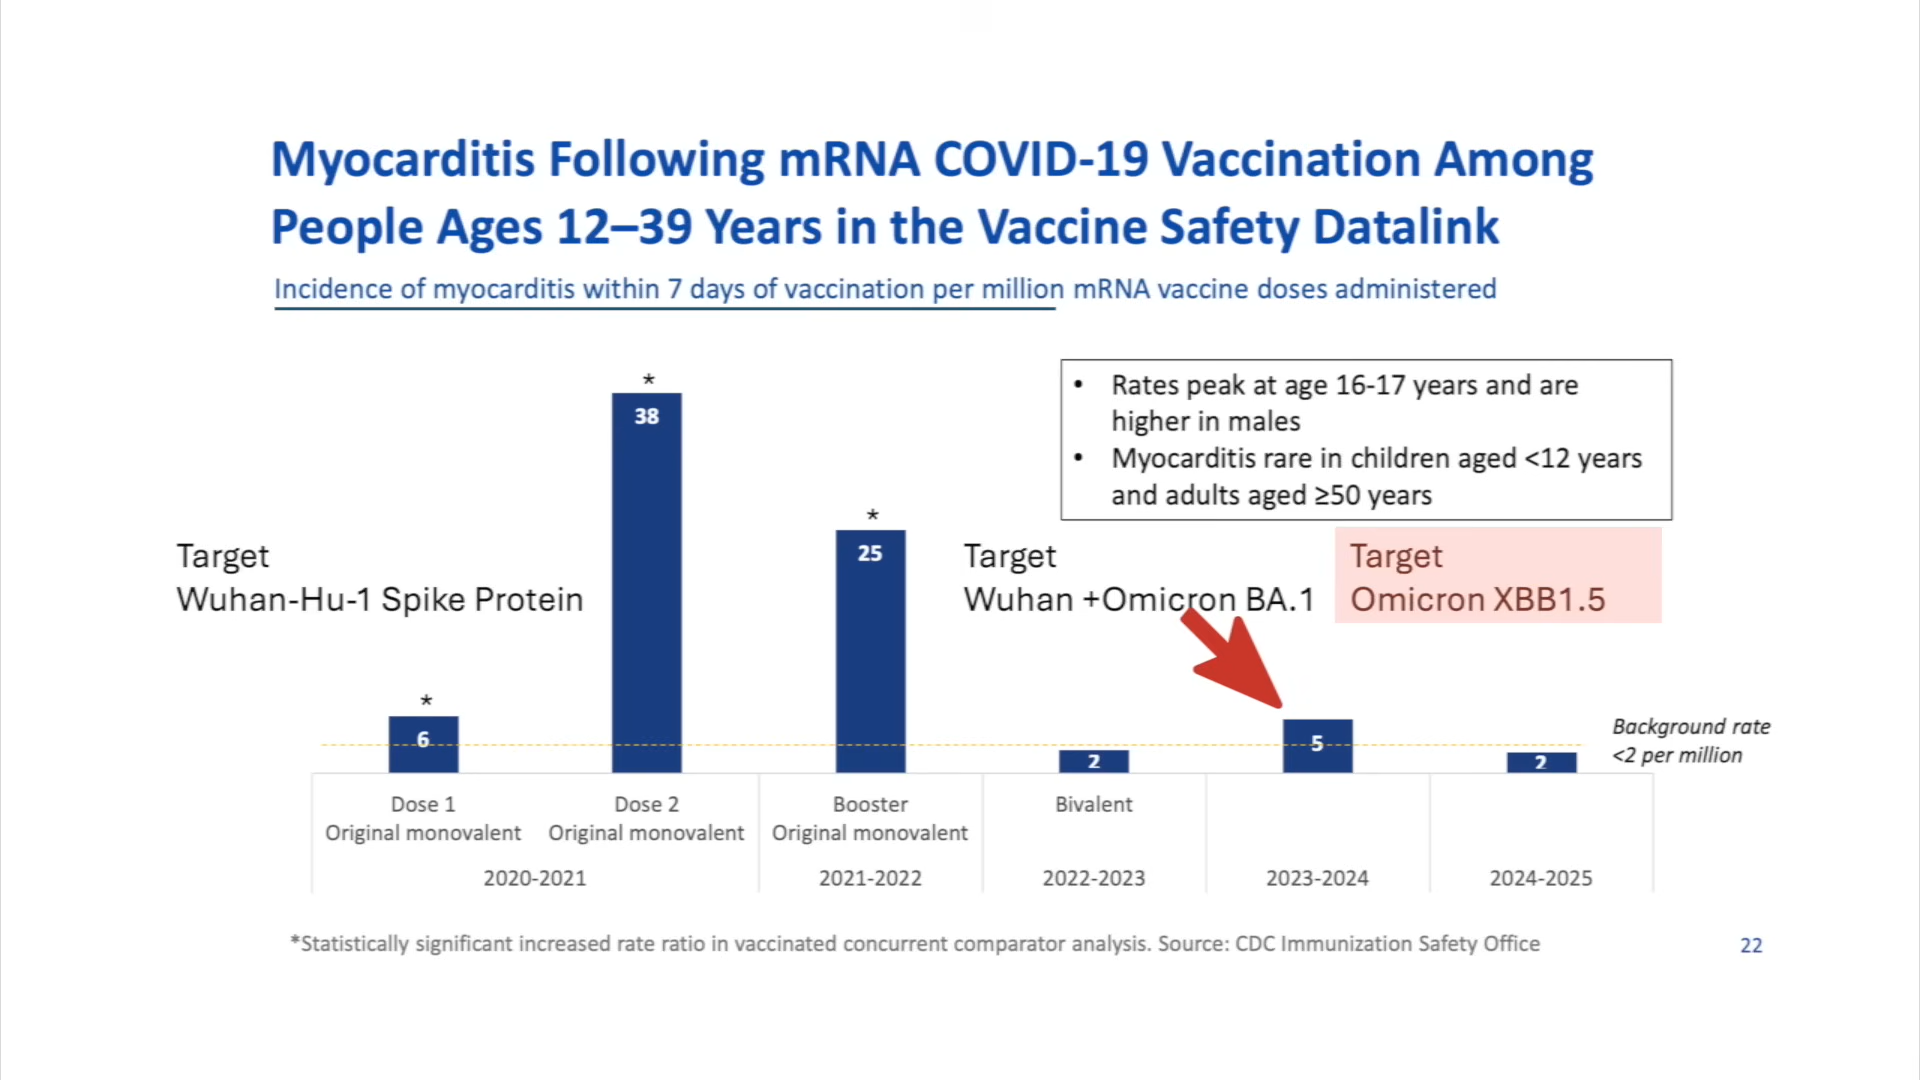 Myocarditis Following mRNA COVID-19 Vaccination Among
People Ages 12–39 Years in the Vaccine Safety Datalink
Incidence of myocarditis within 7 days of vaccination per million mRNA vaccine doses administered
• Rates peak at age 16-17 years and are
higher in males
• Myocarditis rare in children aged <12 years
and adults aged ≥50 years
Target
Wuhan-Hu-1 Spike Protein
Target
Wuhan +Omicron BA.1
Target
Omicron XBB1.5
*
6
*
38
*
25
2
5
2
Background rate
<2 per million
Dose 1
Original monovalent
Dose 2
Original monovalent
Booster
Original monovalent
Bivalent
2020-2021
2021-2022
2022-2023
2023-2024
2024-2025
*Statistically significant increased rate ratio in vaccinated concurrent comparator analysis. Source: CDC Immunization Safety Office
22